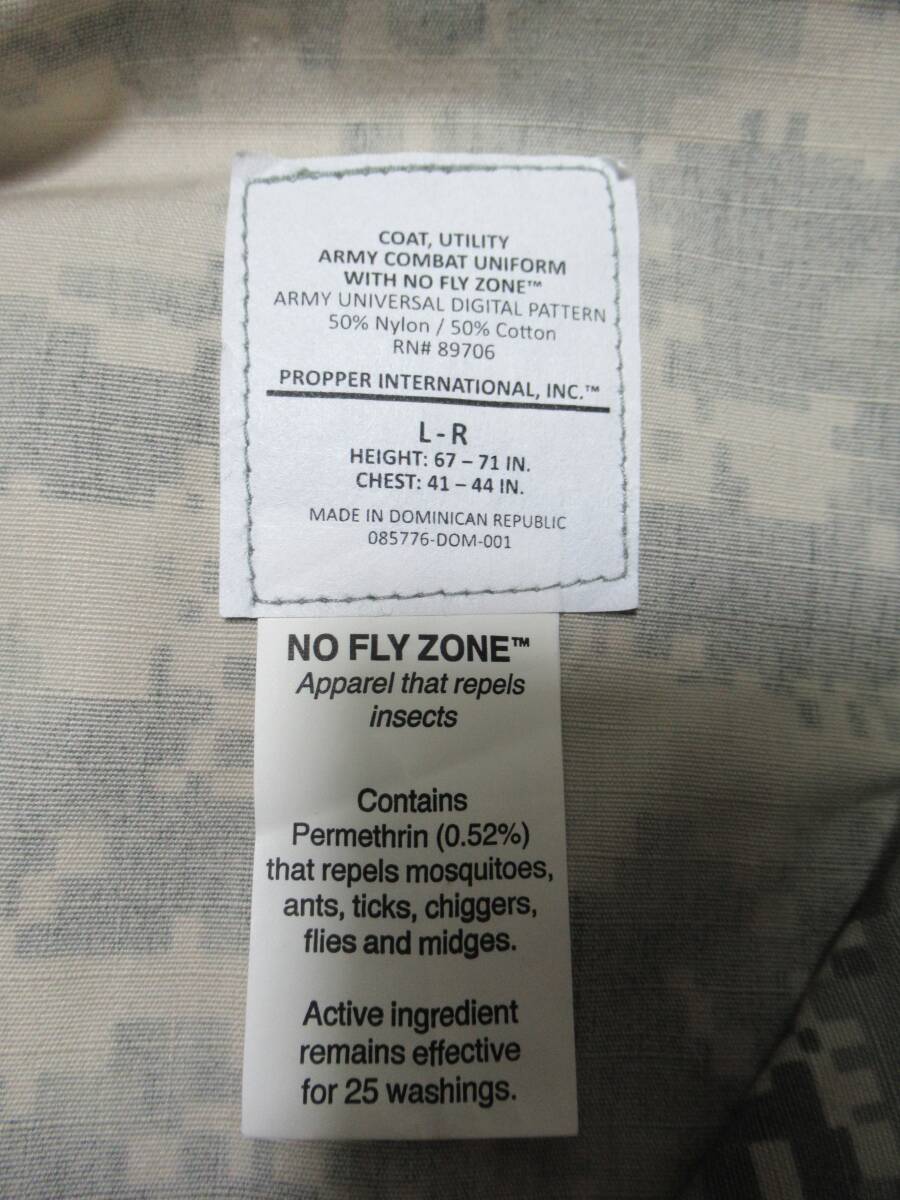 COAT, UTILITY
ARMY COMBAT UNIFORM
WITH NO FLY ZONE™
ARMY UNIVERSAL DIGITAL PATTERN
50% Nylon / 50% Cotton
RN# 89706
PROPPER INTERNATIONAL, INC.™
L - R
HEIGHT: 67 – 71 IN.
CHEST: 41 – 44 IN.
MADE IN DOMINICAN REPUBLIC
085776-DOM-001
NO FLY ZONE™
Apparel that repels
insects
Contains
Permethrin (0.52%)
that repels mosquitoes,
ants, ticks, chiggers,
flies and midges.
Active ingredient
remains effective
for 25 washings.